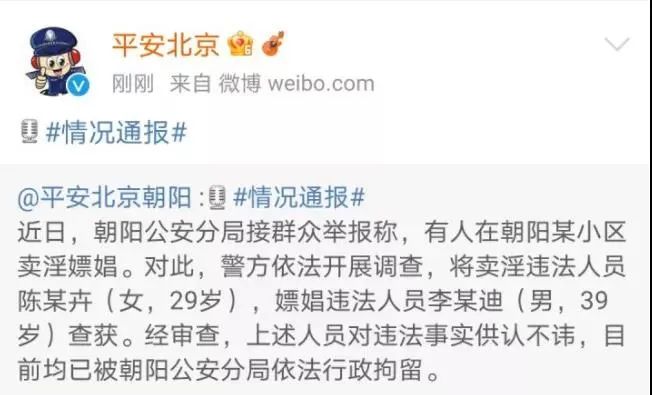 平安北京
刚刚 来自 微博 weibo.com
#情况通报#
@平安北京朝阳:#情况通报#
近日，朝阳公安分局接群众举报称，有人在朝阳某小区
卖淫嫖娼。对此，警方依法开展调查，将卖淫违法人员
陈某卉（女，29岁），嫖娼违法人员李某迪（男，39
岁）查获。经审查，上述人员对违法事实供认不讳，目
前均已被朝阳公安分局依法行政拘留。